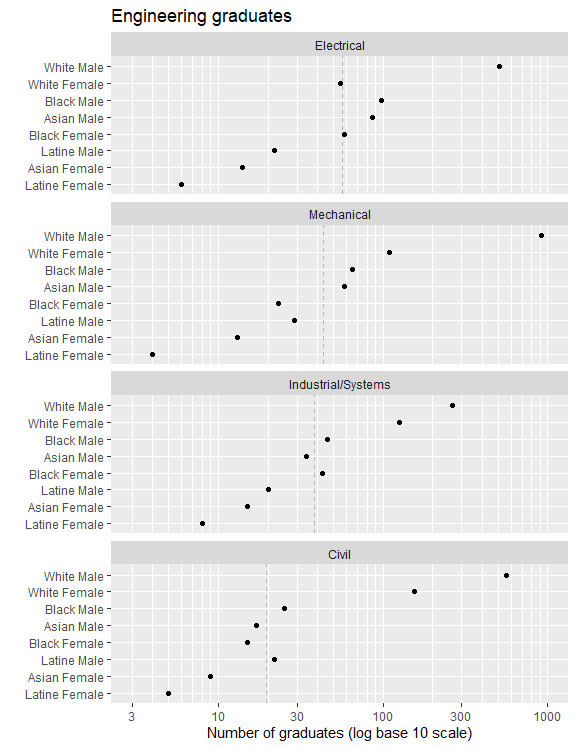 Engineering graduates
Electrical
White Male
White Female
Black Male
Asian Male
Black Female
Latine Male
Asian Female
Latine Female
Mechanical
White Male
White Female
Black Male
Asian Male
Black Female
Latine Male
Asian Female
Latine Female
Industrial/Systems
White Male
White Female
Black Male
Asian Male
Black Female
Latine Male
Asian Female
Latine Female
Civil
White Male
White Female
Black Male
Asian Male
Black Female
Latine Male
Asian Female
Latine Female
3 10 30 100 300 1000
Number of graduates (log base 10 scale)